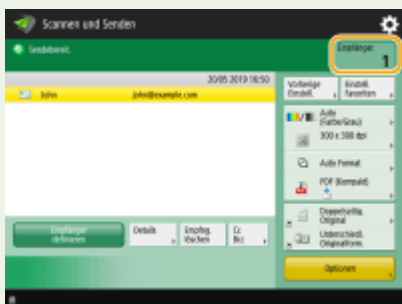 Scannen und Senden
Sendebereit.
Empfänger
1
20/05 2019 16:50
John
john@example.com
Vorherige
Einstell.
Einstell.
Favoriten
Auto
(Farbe/Grau)
300 x 300 dpi
Auto Format
PDF (Kompakt)
Doppelseitig.
Original
Unterschiedl.
Originalform.
Empfänger
definieren
Details
Empfng.
löschen
Cc
Bcc
Optionen